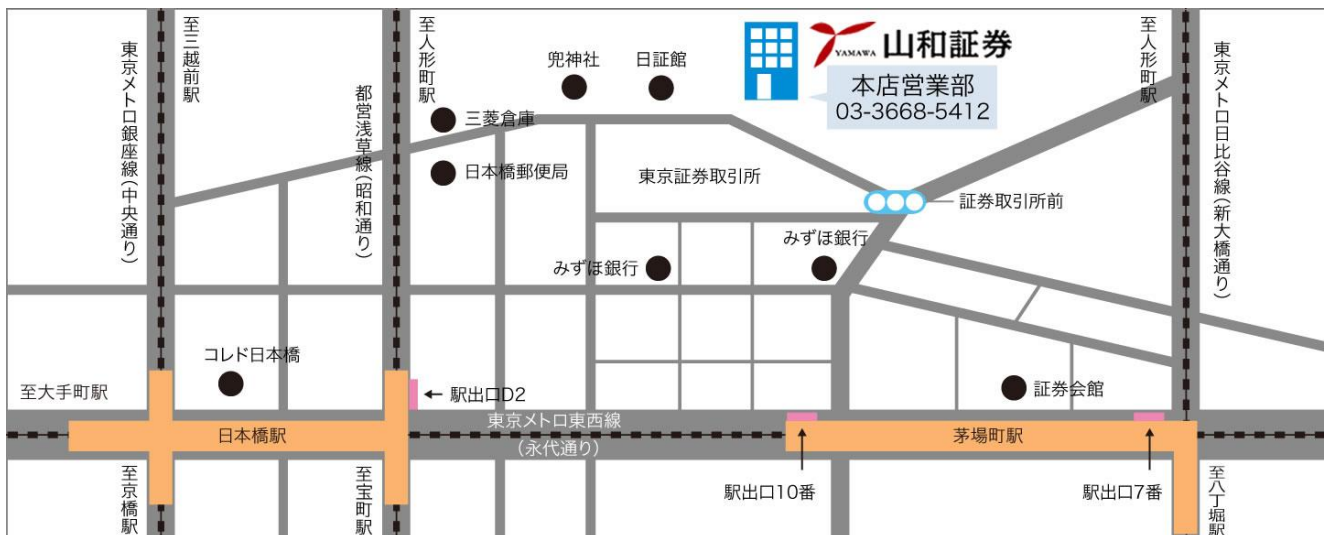 至三越前駅
東京メトロ銀座線(中央通り)
至人形町駅
都営浅草線(昭和通り)
三菱倉庫
日本橋郵便局
兜神社
日証館
YAMAWA 山和証券
本店営業部
03-3668-5412
至人形町駅
東京メトロ日比谷線(新大橋通り)
東京証券取引所
証券取引所前
みずほ銀行
みずほ銀行
コレド日本橋
至大手町駅
駅出口D2
証券会館
東京メトロ東西線
(永代通り)
日本橋駅
茅場町駅
駅出口10番
駅出口7番
至京橋駅
至宝町駅
至八丁堀駅